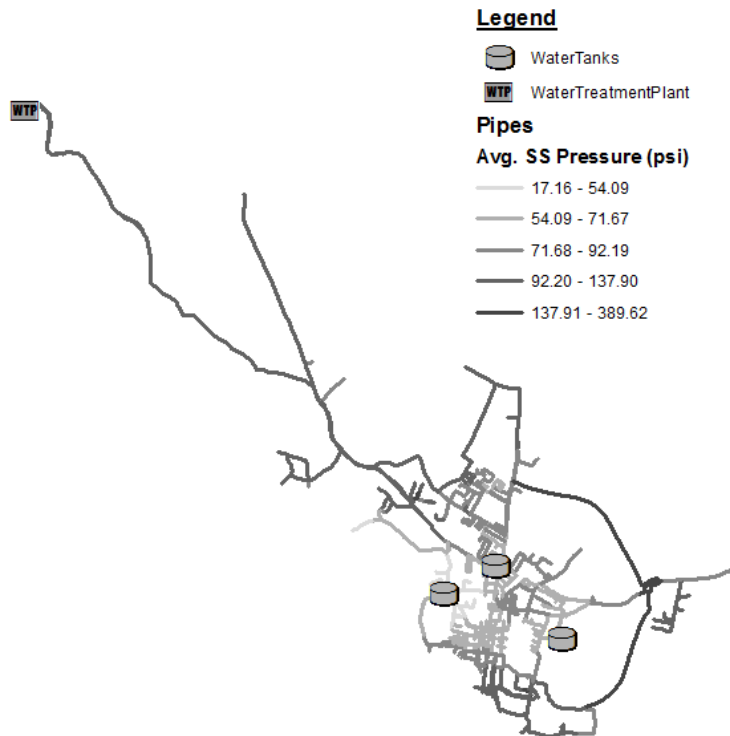 Legend
WaterTanks
WTP WaterTreatmentPlant
Pipes
Avg. SS Pressure (psi)
17.16 - 54.09
54.09 - 71.67
71.68 - 92.19
92.20 - 137.90
137.91 - 389.62
WTP